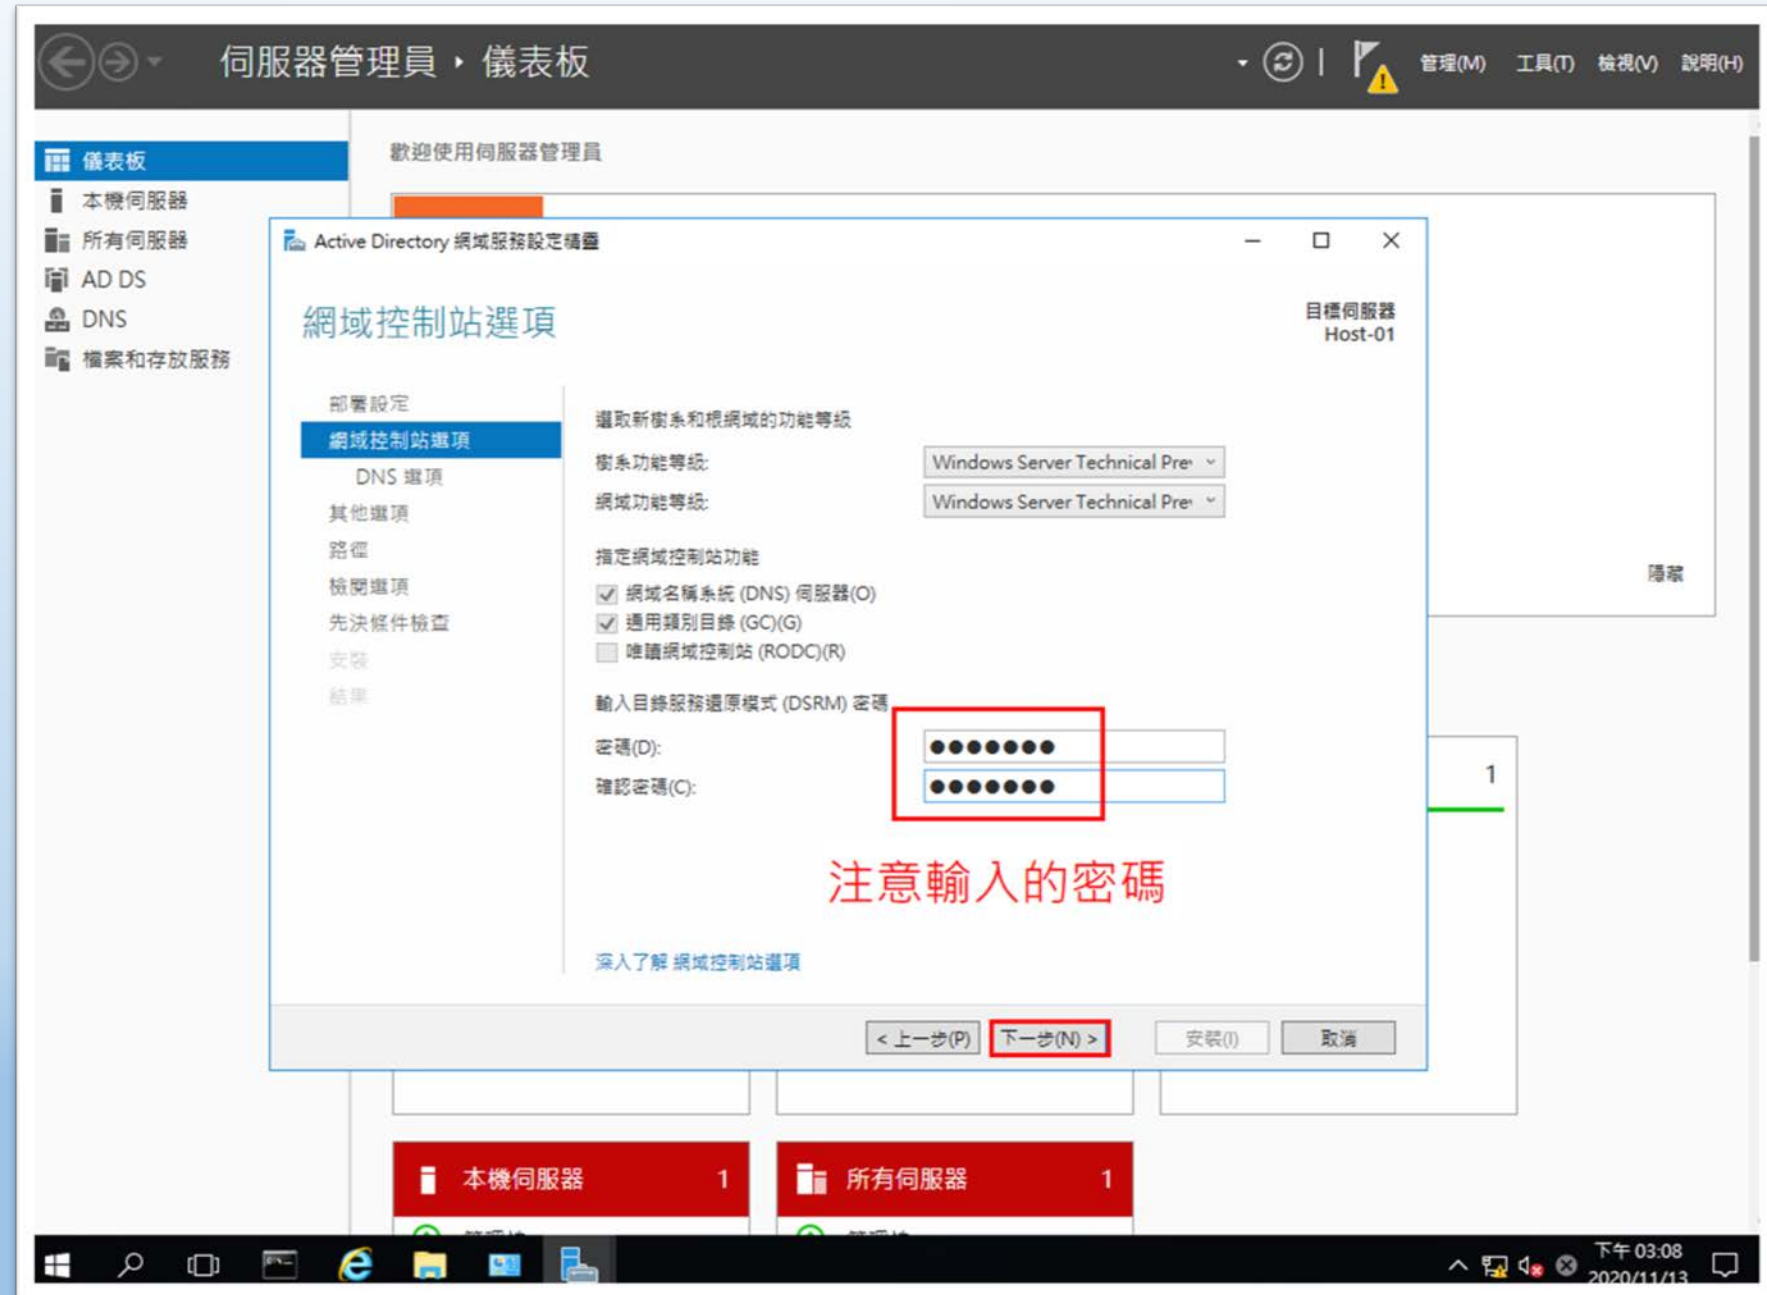 伺服器管理員 ‣ 儀表板
管理(M) 工具(T) 檢視(V) 說明(H)
儀表板
本機伺服器
所有伺服器
AD DS
DNS
檔案和存放服務
歡迎使用伺服器管理員
Active Directory 網域服務設定精靈
網域控制站選項
目標伺服器
Host-01
部署設定
網域控制站選項
DNS 選項
其他選項
路徑
檢閱選項
先決條件檢查
安裝
結果
選取新樹系和根網域的功能等級
樹系功能等級: Windows Server Technical Pre
網域功能等級: Windows Server Technical Pre
指定網域控制站功能
網域名稱系統 (DNS) 伺服器(O)
通用類別目錄 (GC)(G)
唯讀網域控制站 (RODC)(R)
輸入目錄服務還原模式 (DSRM) 密碼
密碼(D): ●●●●●●●
確認密碼(C): ●●●●●●●
注意輸入的密碼
深入了解 網域控制站選項
< 上一步(P) 下一步(N) > 安裝(I) 取消
隱藏
1
本機伺服器 1
所有伺服器 1
下午 03:08
2020/11/13